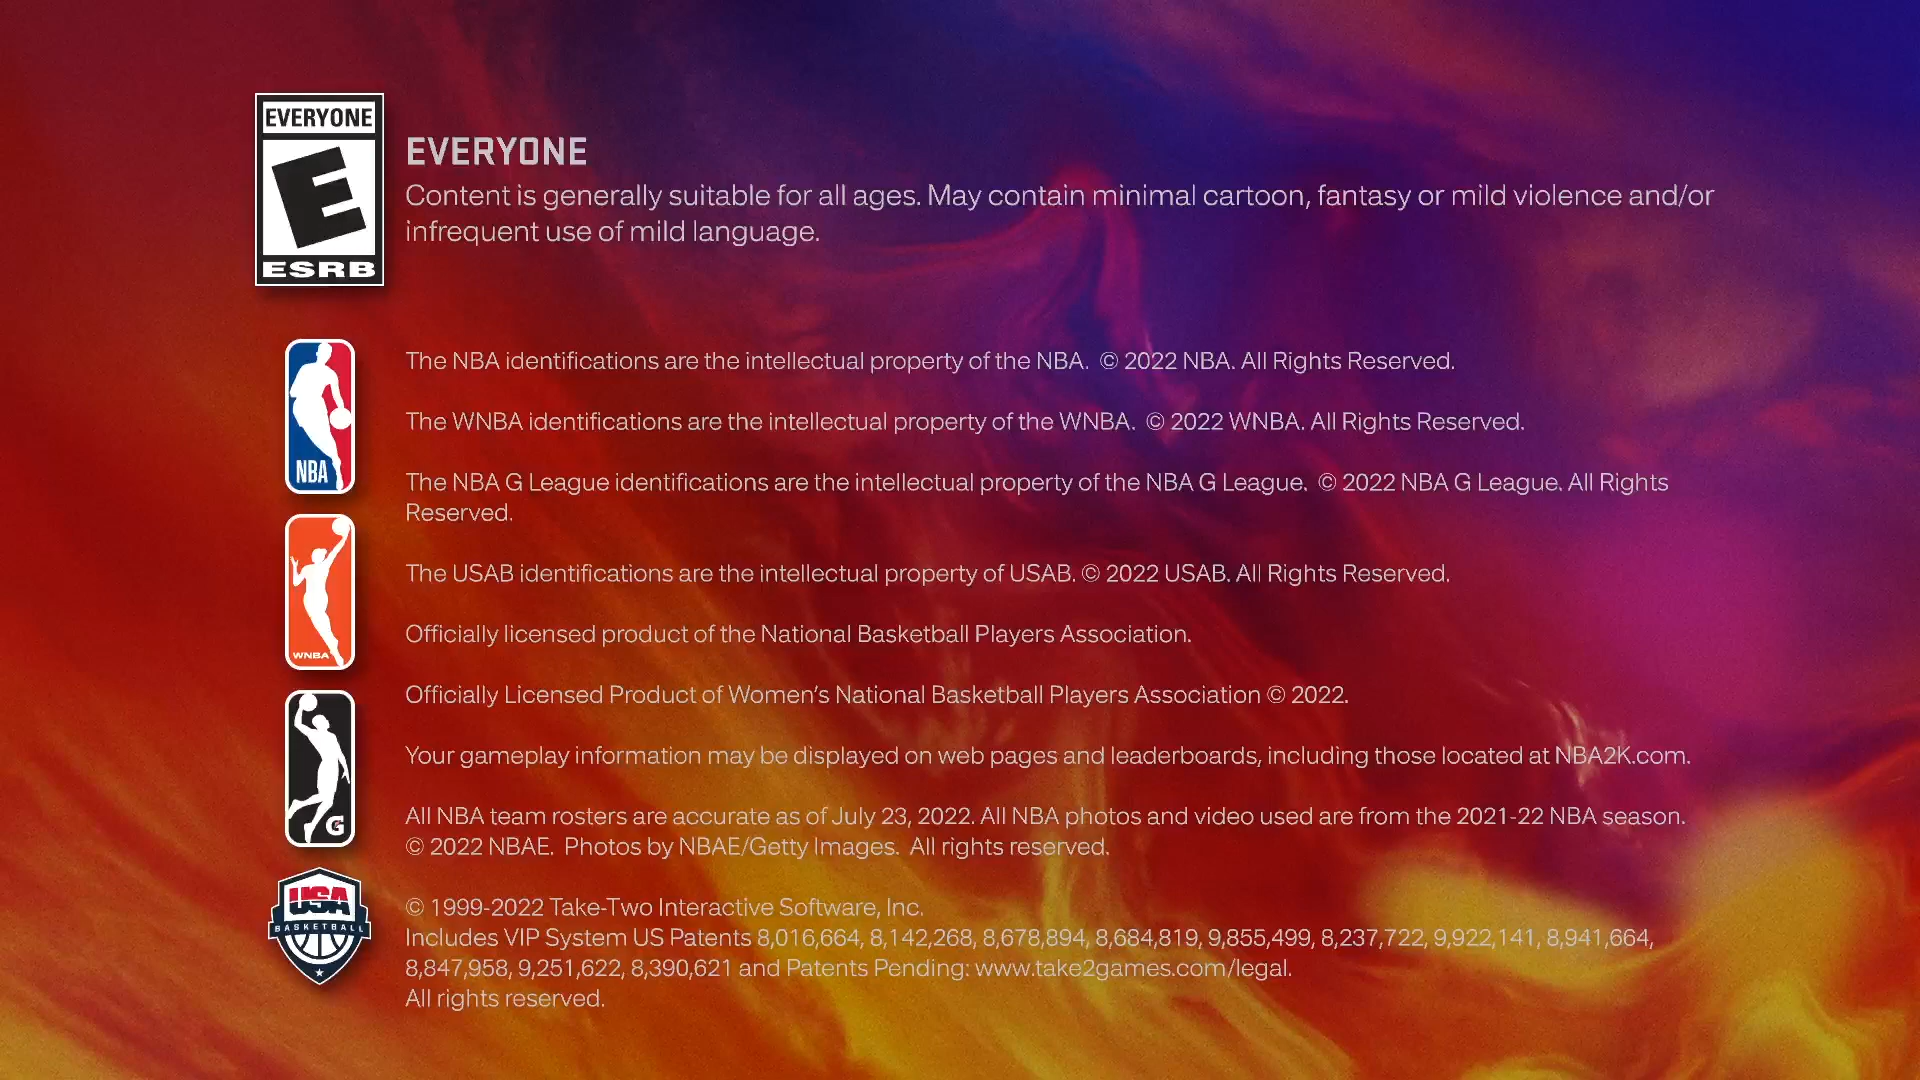 EVERYONE
E
ESRB
EVERYONE
Content is generally suitable for all ages. May contain minimal cartoon, fantasy or mild violence and/or
infrequent use of mild language.
NBA
The NBA identifications are the intellectual property of the NBA.  © 2022 NBA. All Rights Reserved.
The WNBA identifications are the intellectual property of the WNBA.  © 2022 WNBA. All Rights Reserved.
The NBA G League identifications are the intellectual property of the NBA G League.  © 2022 NBA G League. All Rights
Reserved.
WNBA
The USAB identifications are the intellectual property of USAB. © 2022 USAB. All Rights Reserved.
Officially licensed product of the National Basketball Players Association.
Officially Licensed Product of Women’s National Basketball Players Association © 2022.
G
Your gameplay information may be displayed on web pages and leaderboards, including those located at NBA2K.com.
All NBA team rosters are accurate as of July 23, 2022. All NBA photos and video used are from the 2021-22 NBA season.
© 2022 NBAE.  Photos by NBAE/Getty Images.  All rights reserved.
USA
BASKETBALL
© 1999-2022 Take-Two Interactive Software, Inc.
Includes VIP System US Patents 8,016,664, 8,142,268, 8,678,894, 8,684,819, 9,855,499, 8,237,722, 9,922,141, 8,941,664,
8,847,958, 9,251,622, 8,390,621 and Patents Pending: www.take2games.com/legal.
All rights reserved.